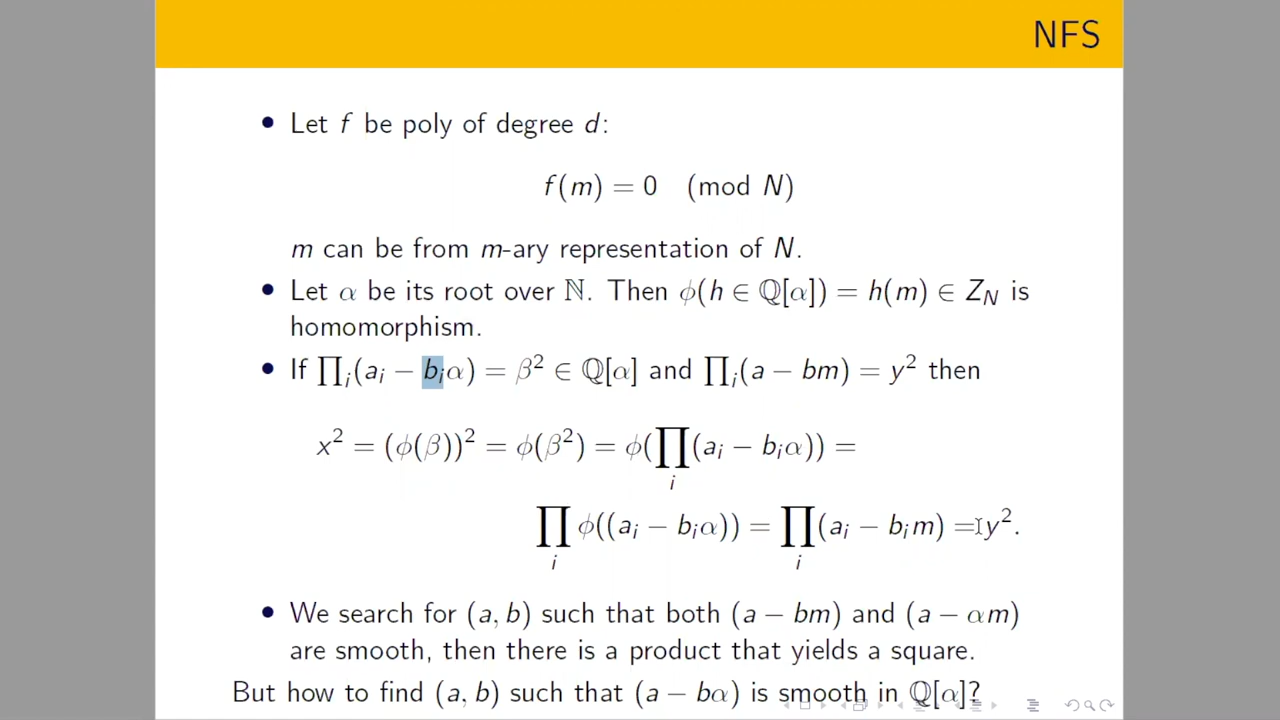 NFS
• Let f be poly of degree d:
f(m) = 0 (mod N)
m can be from m-ary representation of N.
• Let α be its root over ℕ. Then ϕ(h ∈ ℚ[α]) = h(m) ∈ Z_N is
homomorphism.
• If ∏_i(a_i − b_iα) = β² ∈ ℚ[α] and ∏_i(a − bm) = y² then
x² = (ϕ(β))² = ϕ(β²) = ϕ(∏_i(a_i − b_iα)) =
∏_i ϕ((a_i − b_iα)) = ∏_i(a_i − b_im) = y².
• We search for (a, b) such that both (a − bm) and (a − αm)
are smooth, then there is a product that yields a square.
But how to find (a, b) such that (a − bα) is smooth in ℚ[α]?